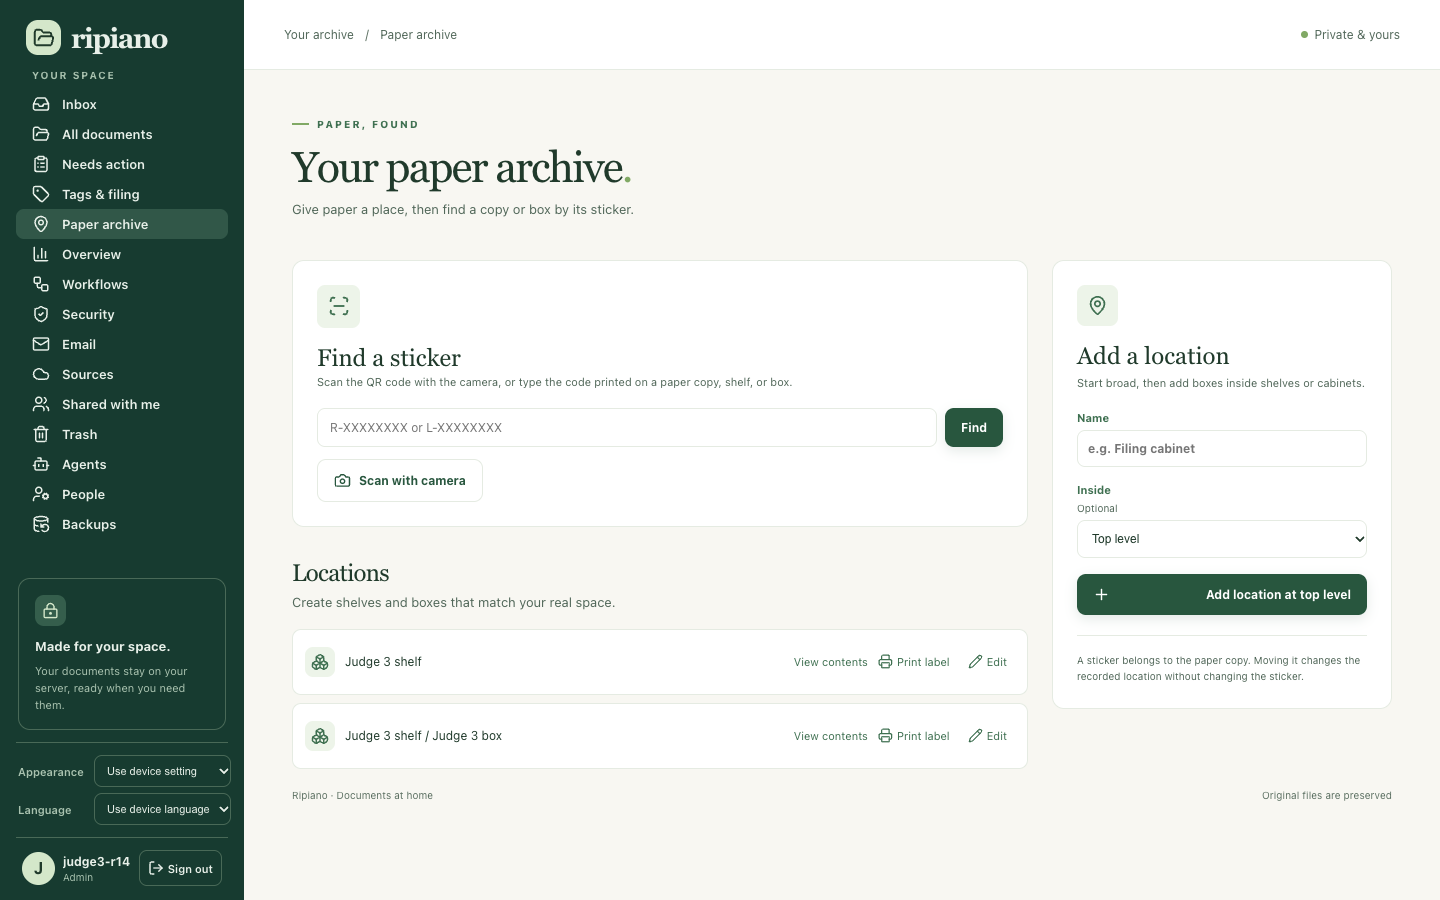 ripiano
YOUR SPACE
Inbox
All documents
Needs action
Tags & filing
Paper archive
Overview
Workflows
Security
Email
Sources
Shared with me
Trash
Agents
People
Backups
Made for your space.
Your documents stay on your
server, ready when you need
them.
Appearance
Use device setting
Language
Use device language
J
judge3-r14
Admin
Sign out
Your archive / Paper archive
Private & yours
PAPER, FOUND
Your paper archive.
Give paper a place, then find a copy or box by its sticker.
Find a sticker
Scan the QR code with the camera, or type the code printed on a paper copy, shelf, or box.
R-XXXXXXXX or L-XXXXXXXX
Find
Scan with camera
Locations
Create shelves and boxes that match your real space.
Judge 3 shelf
View contents
Print label
Edit
Judge 3 shelf / Judge 3 box
View contents
Print label
Edit
Add a location
Start broad, then add boxes inside shelves or cabinets.
Name
e.g. Filing cabinet
Inside
Optional
Top level
Add location at top level
A sticker belongs to the paper copy. Moving it changes the
recorded location without changing the sticker.
Ripiano · Documents at home
Original files are preserved